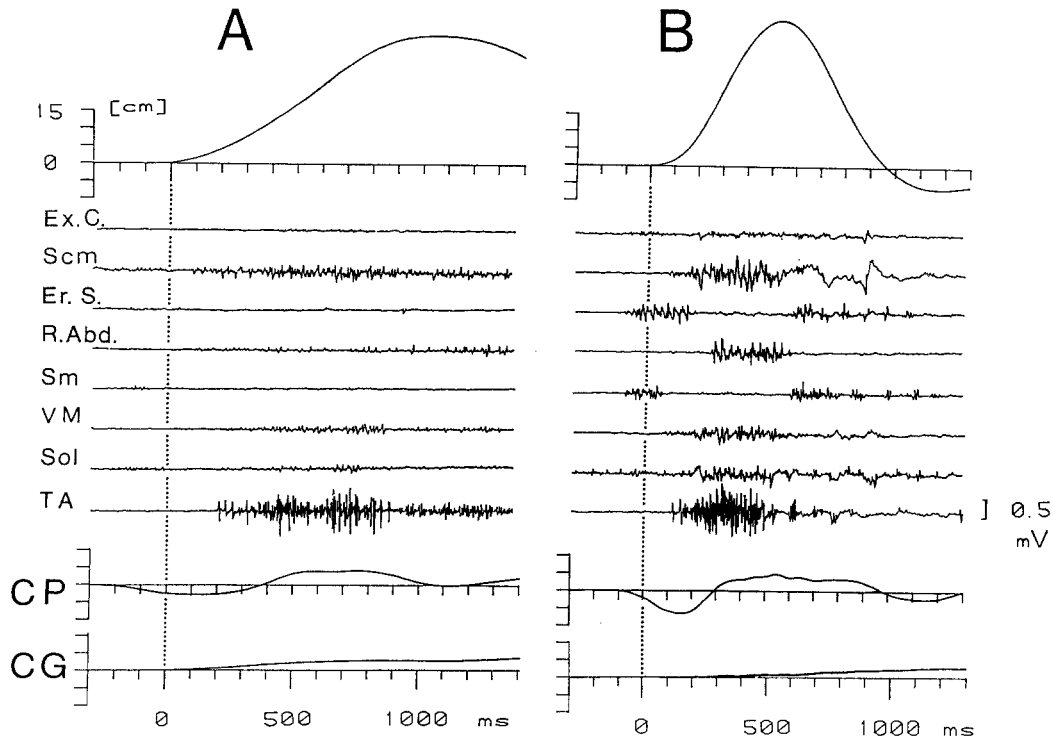 A
B
15 [cm]
0
Ex.C.
Scm
Er. S.
R.Abd.
Sm
VM
Sol
TA
] 0.5
mV
CP
CG
0 500 1000 ms
0 500 1000 ms